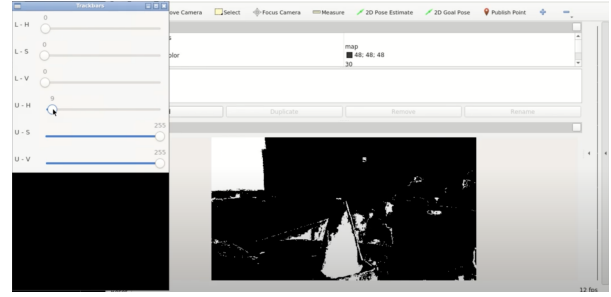 Trackbars
L - H
0
L - S
0
L - V
0
U - H
9
U - S
255
U - V
255
ove Camera
Select
Focus Camera
Measure
2D Pose Estimate
2D Goal Pose
Publish Point
map
olor
48; 48; 48
30
Duplicate
Remove
Rename
12 fps